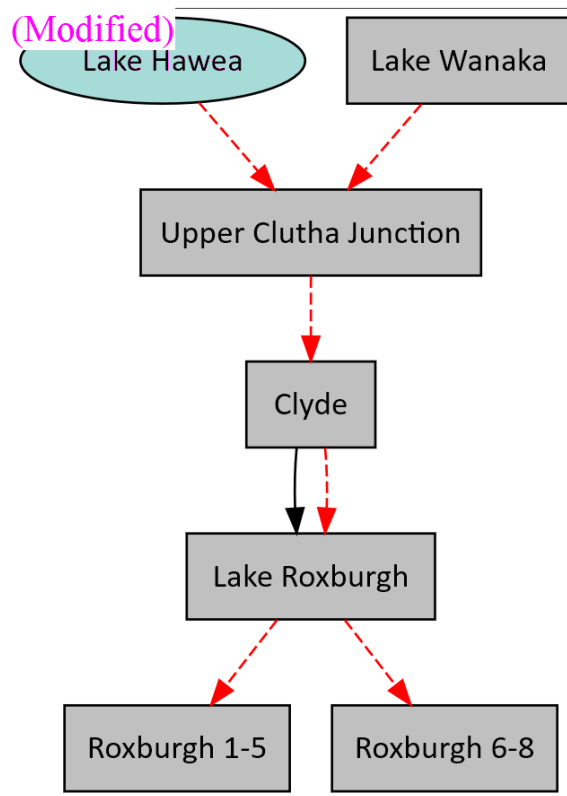 (Modified)
Lake Hawea
Lake Wanaka
Upper Clutha Junction
Clyde
Lake Roxburgh
Roxburgh 1-5
Roxburgh 6-8